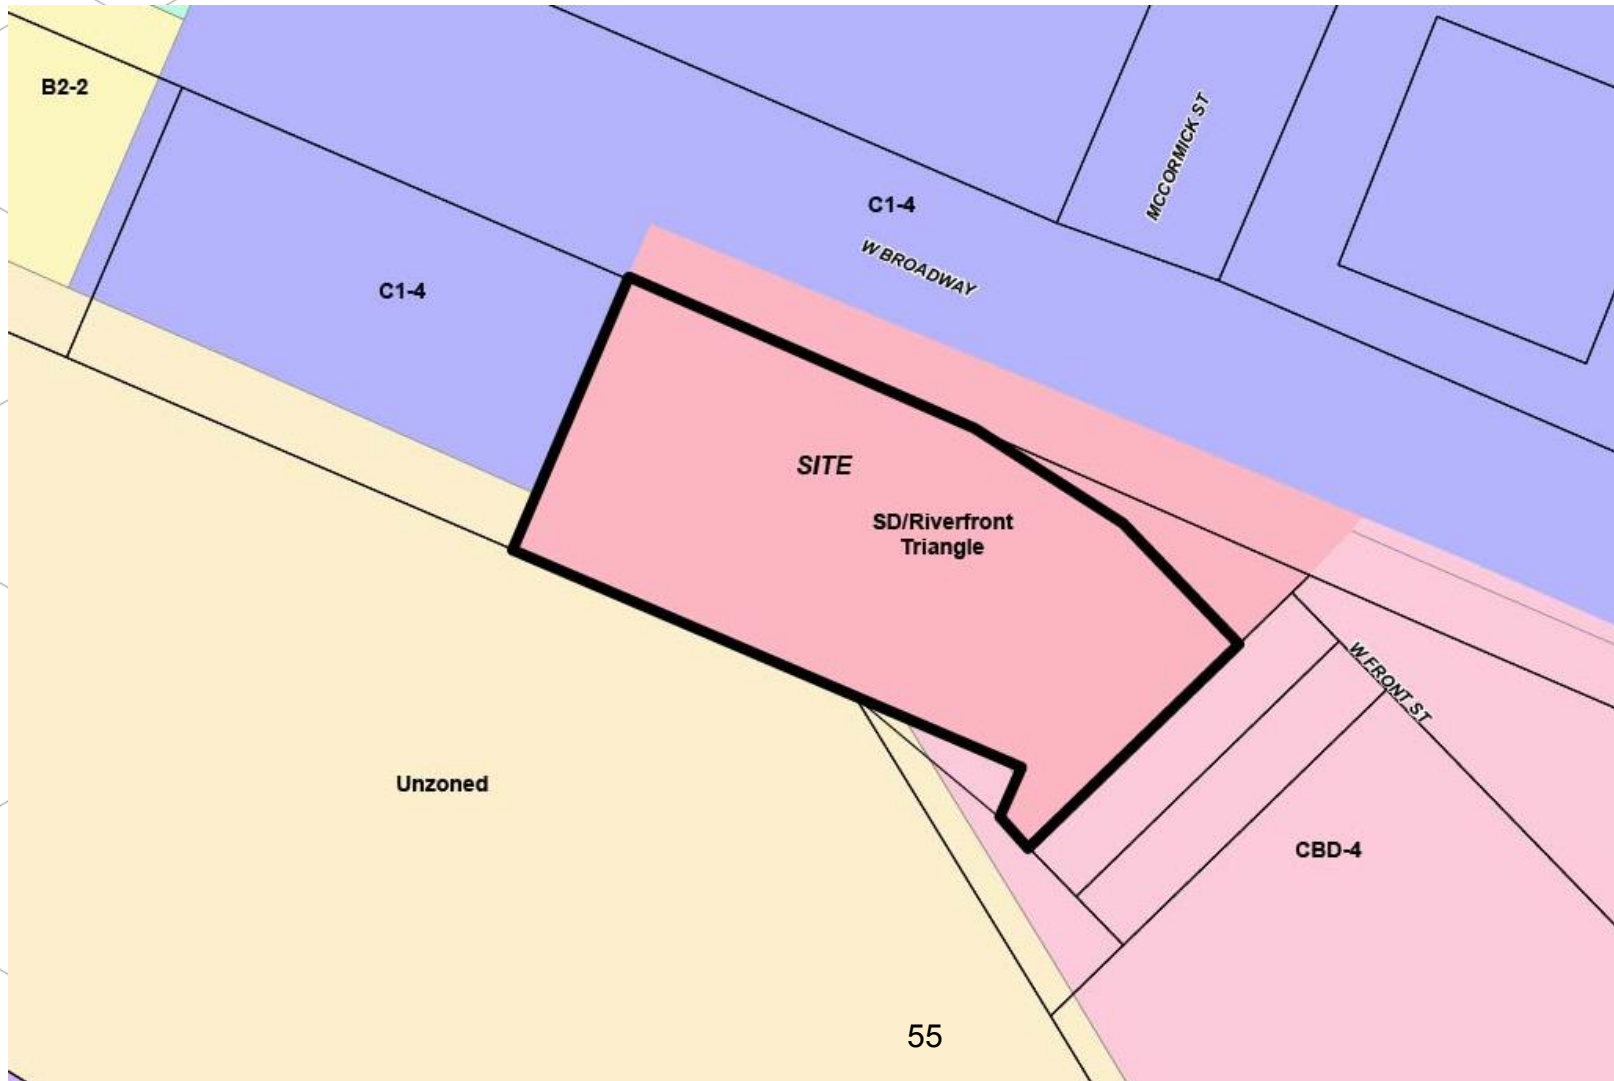 B2-2
MCCORMICK ST
C1-4
W BROADWAY
C1-4
SITE
SD/Riverfront
Triangle
W FRONT ST
Unzoned
CBD-4
55